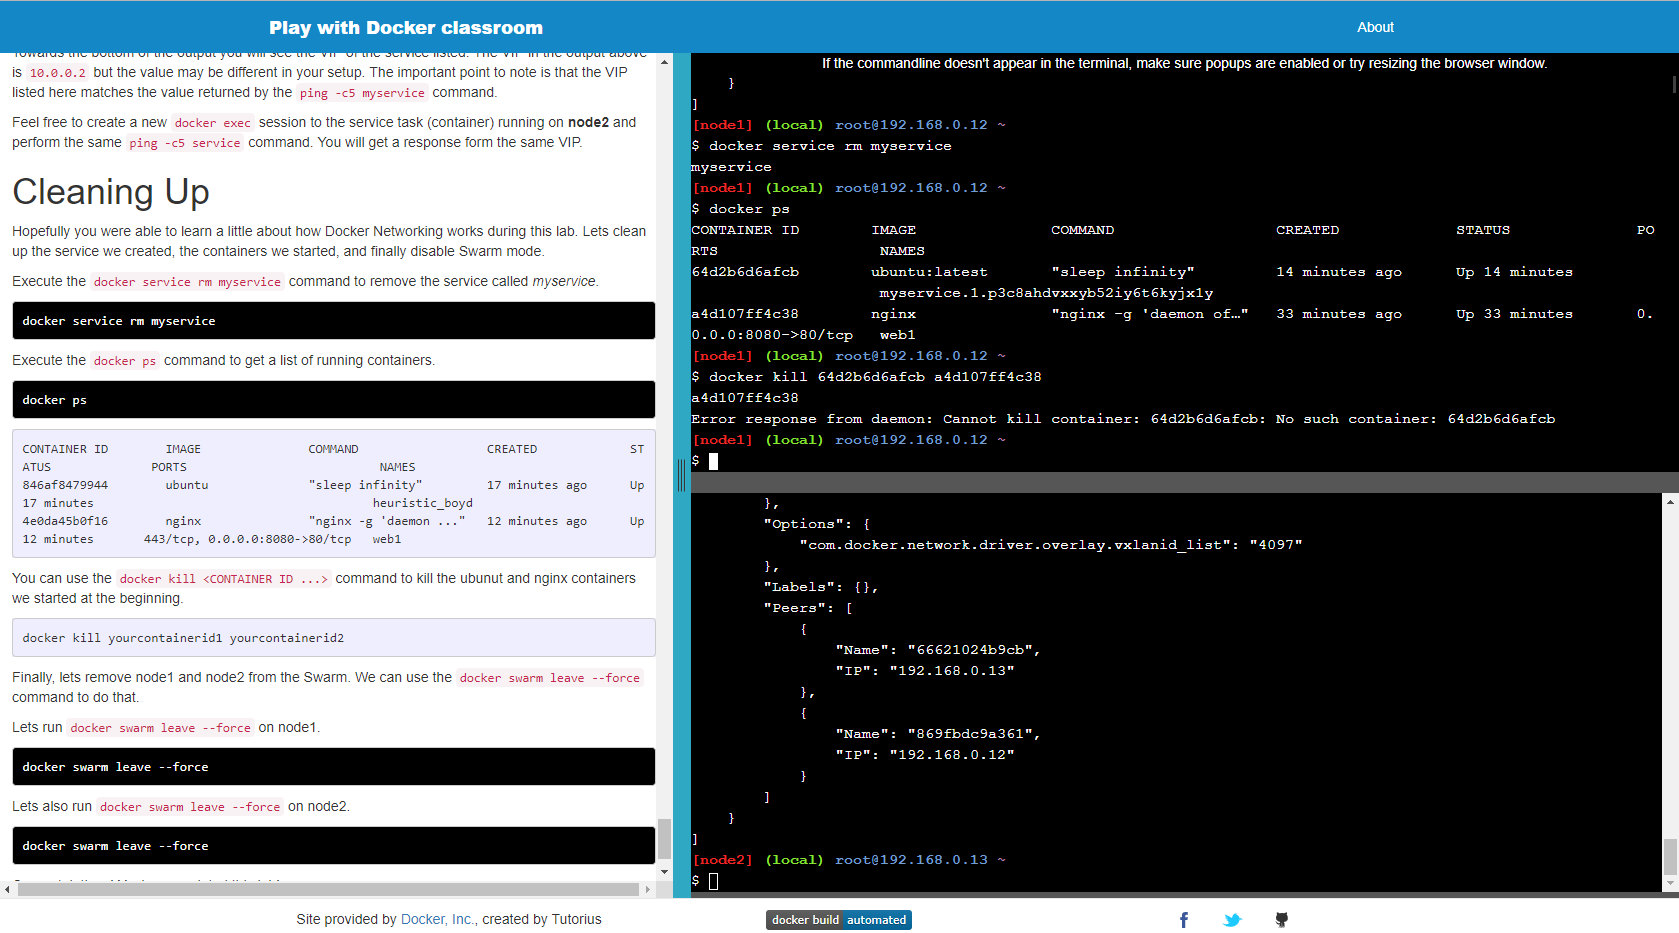 Play with Docker classroom
About
Towards the bottom of the output you will see the VIP of the service listed. The VIP in the output above
is 10.0.0.2 but the value may be different in your setup. The important point to note is that the VIP
listed here matches the value returned by the ping -c5 myservice command.
Feel free to create a new docker exec session to the service task (container) running on node2 and
perform the same ping -c5 service command. You will get a response form the same VIP.
Cleaning Up
Hopefully you were able to learn a little about how Docker Networking works during this lab. Lets clean
up the service we created, the containers we started, and finally disable Swarm mode.
Execute the docker service rm myservice command to remove the service called myservice.
docker service rm myservice
Execute the docker ps command to get a list of running containers.
docker ps
CONTAINER ID        IMAGE               COMMAND                  CREATED             ST
ATUS              PORTS                           NAMES
846af8479944        ubuntu              "sleep infinity"         17 minutes ago      Up
17 minutes                                       heuristic_boyd
4e0da45b0f16        nginx               "nginx -g 'daemon ..."   12 minutes ago      Up
12 minutes       443/tcp, 0.0.0.0:8080->80/tcp   web1
You can use the docker kill <CONTAINER ID ...> command to kill the ubunut and nginx containers
we started at the beginning.
docker kill yourcontainerid1 yourcontainerid2
Finally, lets remove node1 and node2 from the Swarm. We can use the docker swarm leave --force
command to do that.
Lets run docker swarm leave --force on node1.
docker swarm leave --force
Lets also run docker swarm leave --force on node2.
docker swarm leave --force
If the commandline doesn't appear in the terminal, make sure popups are enabled or try resizing the browser window.
}
]
[node1] (local) root@192.168.0.12 ~
$ docker service rm myservice
myservice
[node1] (local) root@192.168.0.12 ~
$ docker ps
CONTAINER ID        IMAGE               COMMAND                  CREATED             STATUS              PO
RTS                  NAMES
64d2b6d6afcb        ubuntu:latest       "sleep infinity"         14 minutes ago      Up 14 minutes
myservice.1.p3c8ahdvxxyb52iy6t6kyjx1y
a4d107ff4c38        nginx               "nginx -g 'daemon of…"   33 minutes ago      Up 33 minutes       0.
0.0.0:8080->80/tcp   web1
[node1] (local) root@192.168.0.12 ~
$ docker kill 64d2b6d6afcb a4d107ff4c38
a4d107ff4c38
Error response from daemon: Cannot kill container: 64d2b6d6afcb: No such container: 64d2b6d6afcb
[node1] (local) root@192.168.0.12 ~
$
},
"Options": {
"com.docker.network.driver.overlay.vxlanid_list": "4097"
},
"Labels": {},
"Peers": [
{
"Name": "66621024b9cb",
"IP": "192.168.0.13"
},
{
"Name": "869fbdc9a361",
"IP": "192.168.0.12"
}
]
}
]
[node2] (local) root@192.168.0.13 ~
$
Site provided by Docker, Inc., created by Tutorius
docker build automated